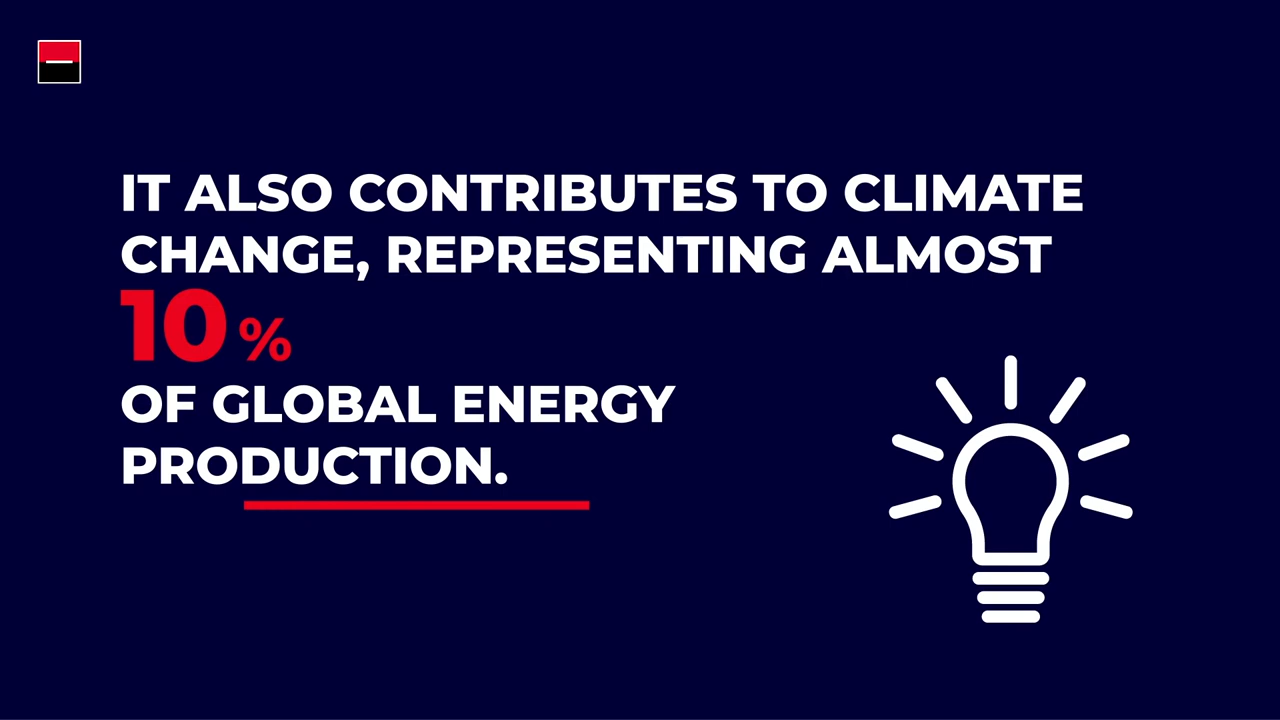 IT ALSO CONTRIBUTES TO CLIMATE
CHANGE, REPRESENTING ALMOST
10 %
OF GLOBAL ENERGY
PRODUCTION.